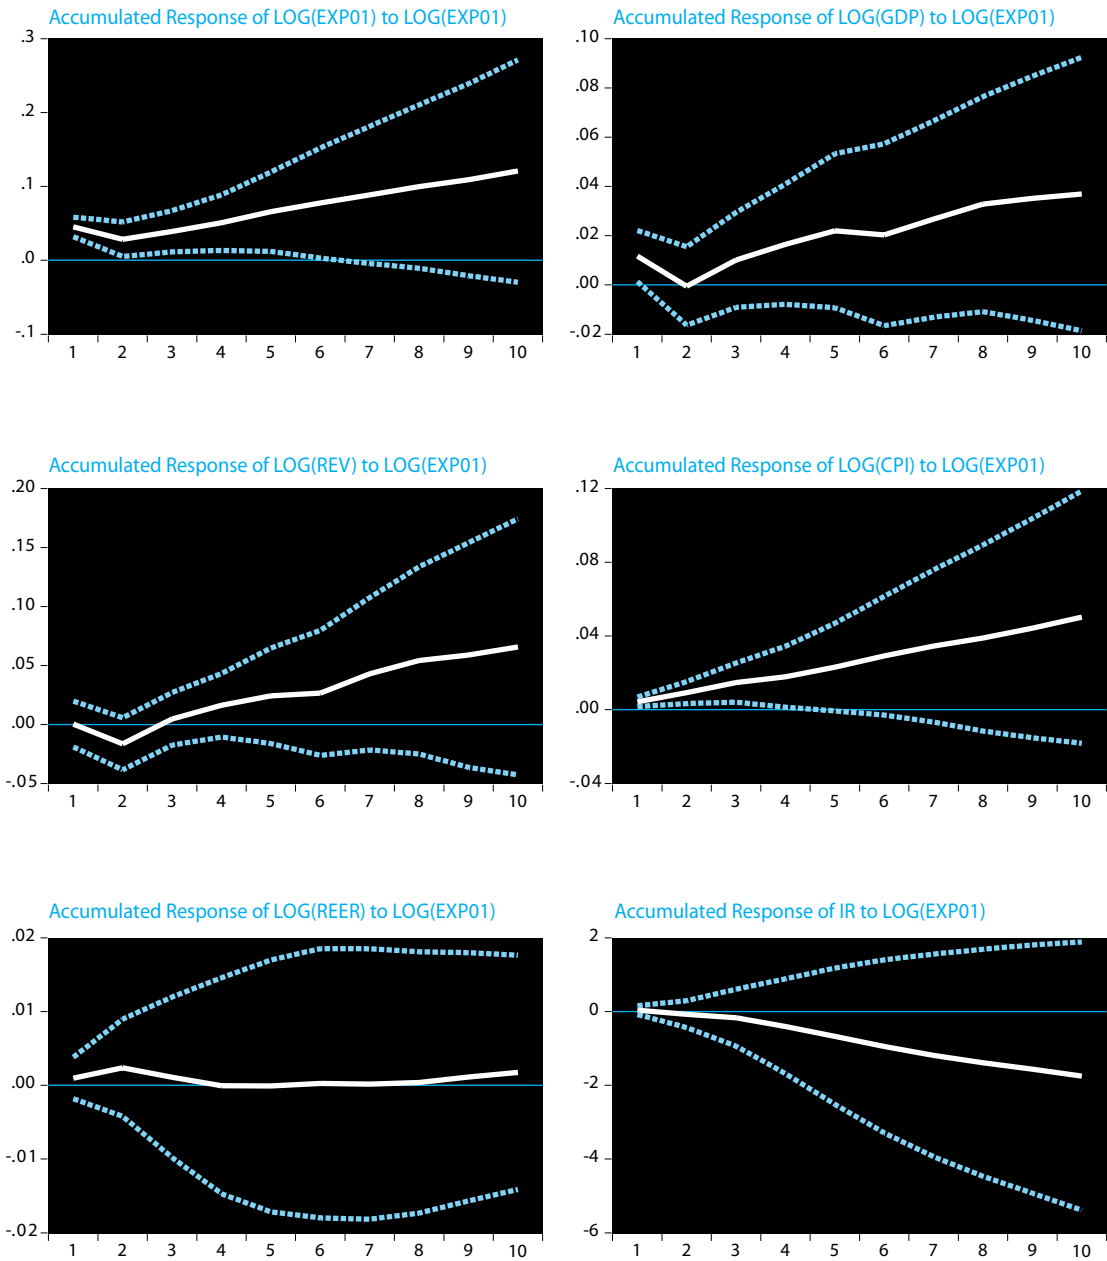 Accumulated Response of LOG(EXP01) to LOG(EXP01)
.3
.2
.1
.0
-.1
1 2 3 4 5 6 7 8 9 10
Accumulated Response of LOG(GDP) to LOG(EXP01)
.10
.08
.06
.04
.02
.00
-.02
1 2 3 4 5 6 7 8 9 10
Accumulated Response of LOG(REV) to LOG(EXP01)
.20
.15
.10
.05
.00
-.05
1 2 3 4 5 6 7 8 9 10
Accumulated Response of LOG(CPI) to LOG(EXP01)
.12
.08
.04
.00
-.04
1 2 3 4 5 6 7 8 9 10
Accumulated Response of LOG(REER) to LOG(EXP01)
.02
.01
.00
-.01
-.02
1 2 3 4 5 6 7 8 9 10
Accumulated Response of IR to LOG(EXP01)
2
0
-2
-4
-6
1 2 3 4 5 6 7 8 9 10